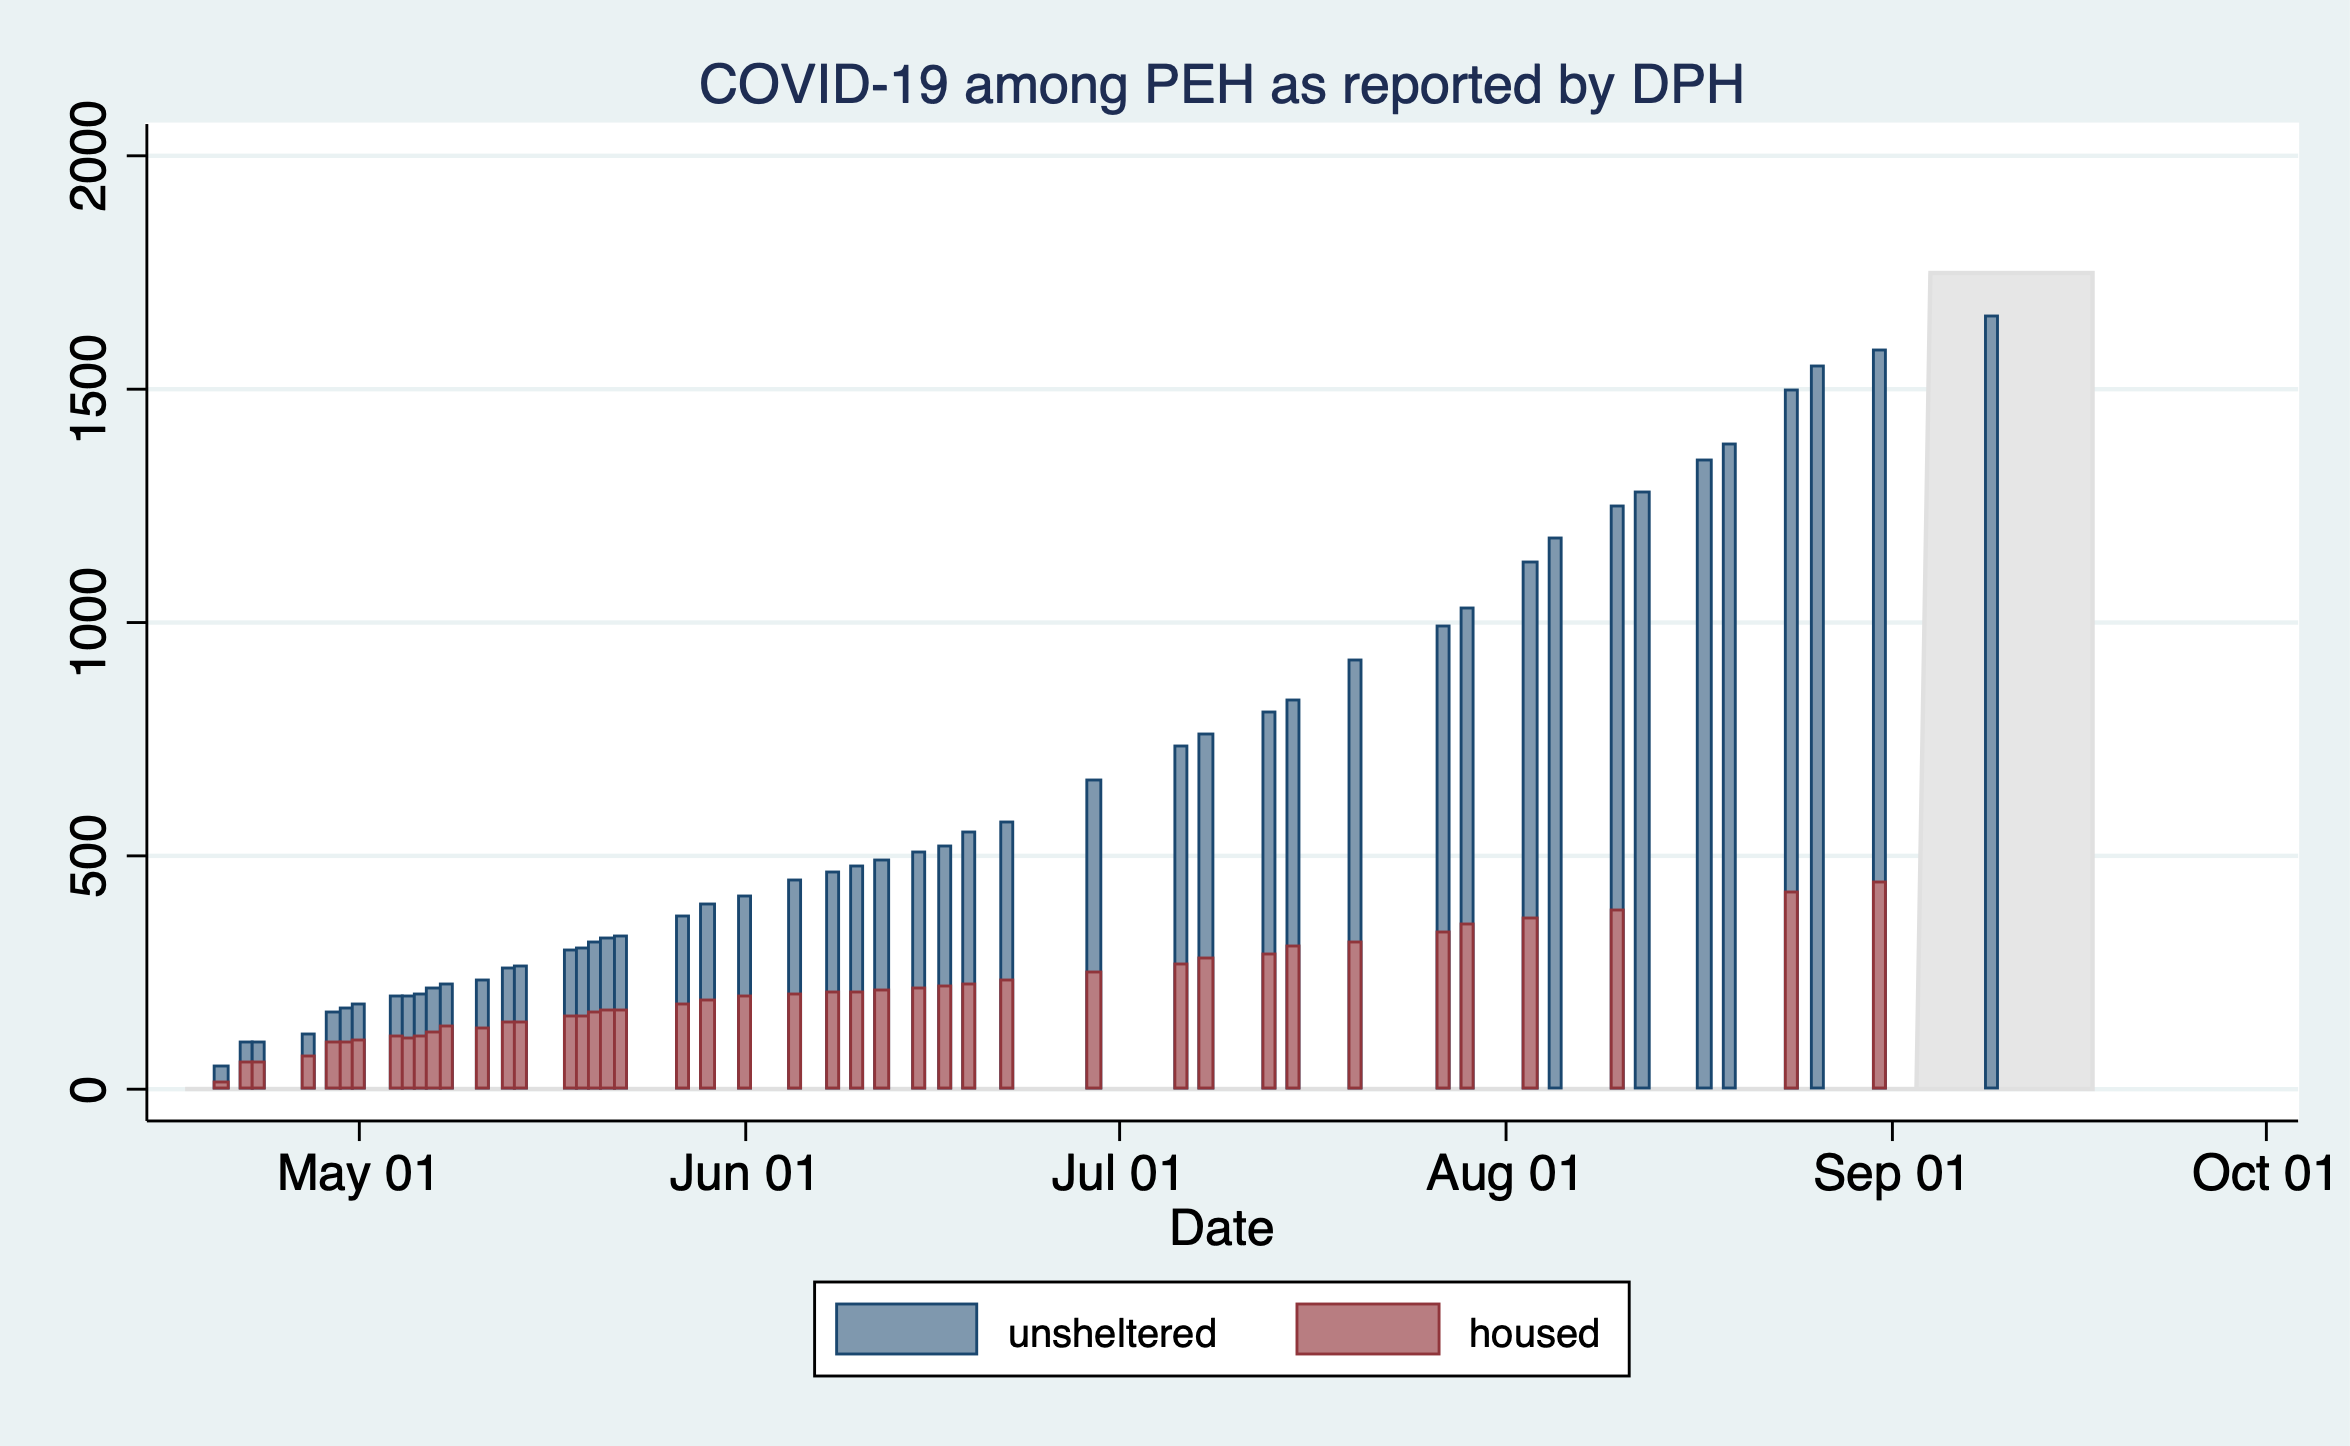 COVID-19 among PEH as reported by DPH
2000
1500
1000
500
0
May 01 Jun 01 Jul 01 Aug 01 Sep 01 Oct 01
Date
unsheltered housed